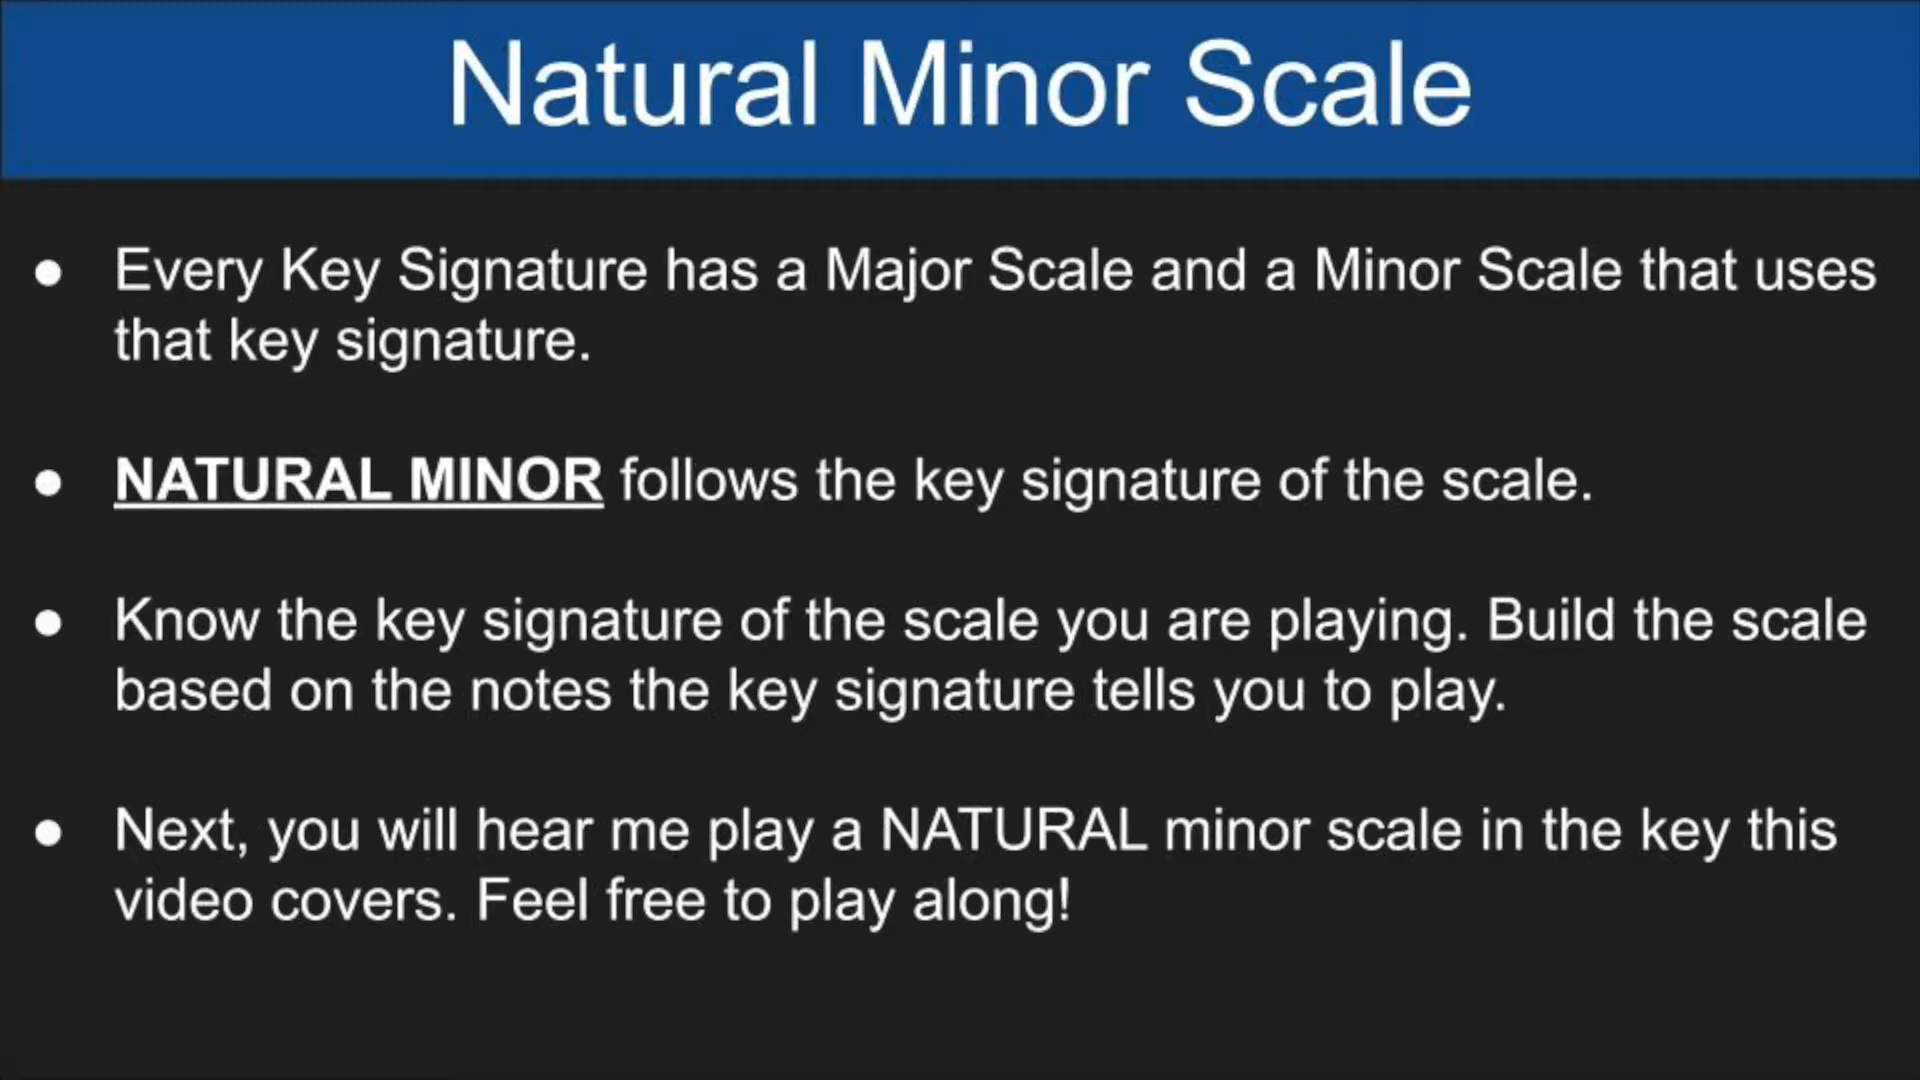 Natural Minor Scale
● Every Key Signature has a Major Scale and a Minor Scale that uses
that key signature.
● NATURAL MINOR follows the key signature of the scale.
● Know the key signature of the scale you are playing. Build the scale
based on the notes the key signature tells you to play.
● Next, you will hear me play a NATURAL minor scale in the key this
video covers. Feel free to play along!